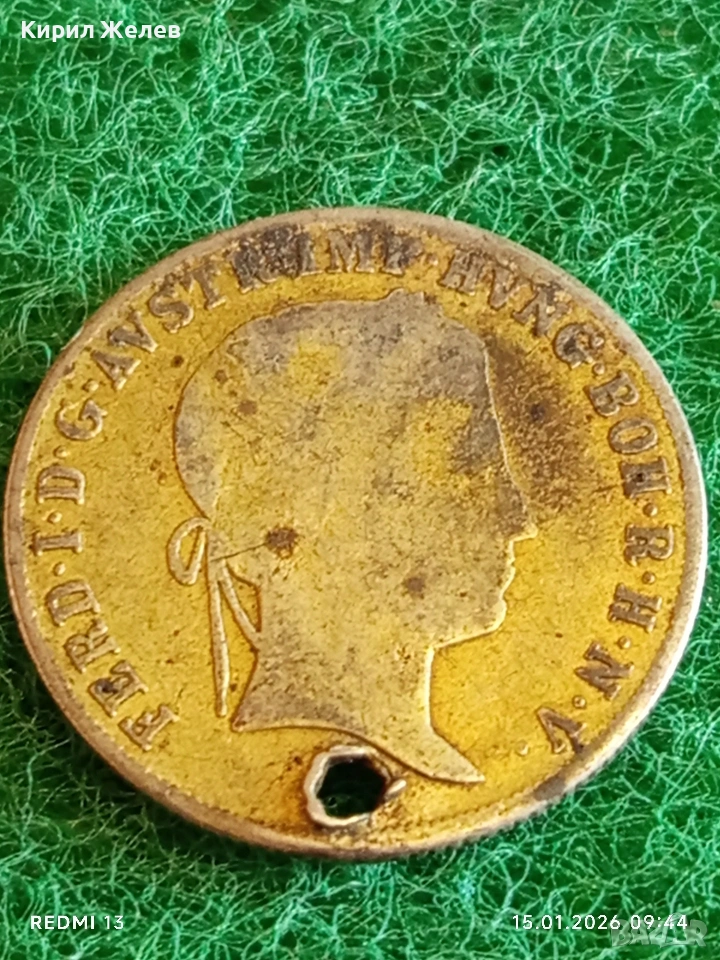 Кирил Желев
FERD·I·D·G·AVSTR·IMP·HVNG·BOH·R·H·N·V·
REDMI 13
15.01.2026 09:44